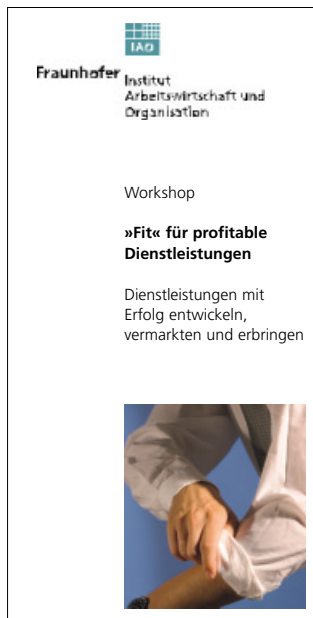 IAO
Fraunhofer Institut
Arbeitswirtschaft und
Organisation
Workshop
»Fit« für profitable
Dienstleistungen
Dienstleistungen mit
Erfolg entwickeln,
vermarkten und erbringen